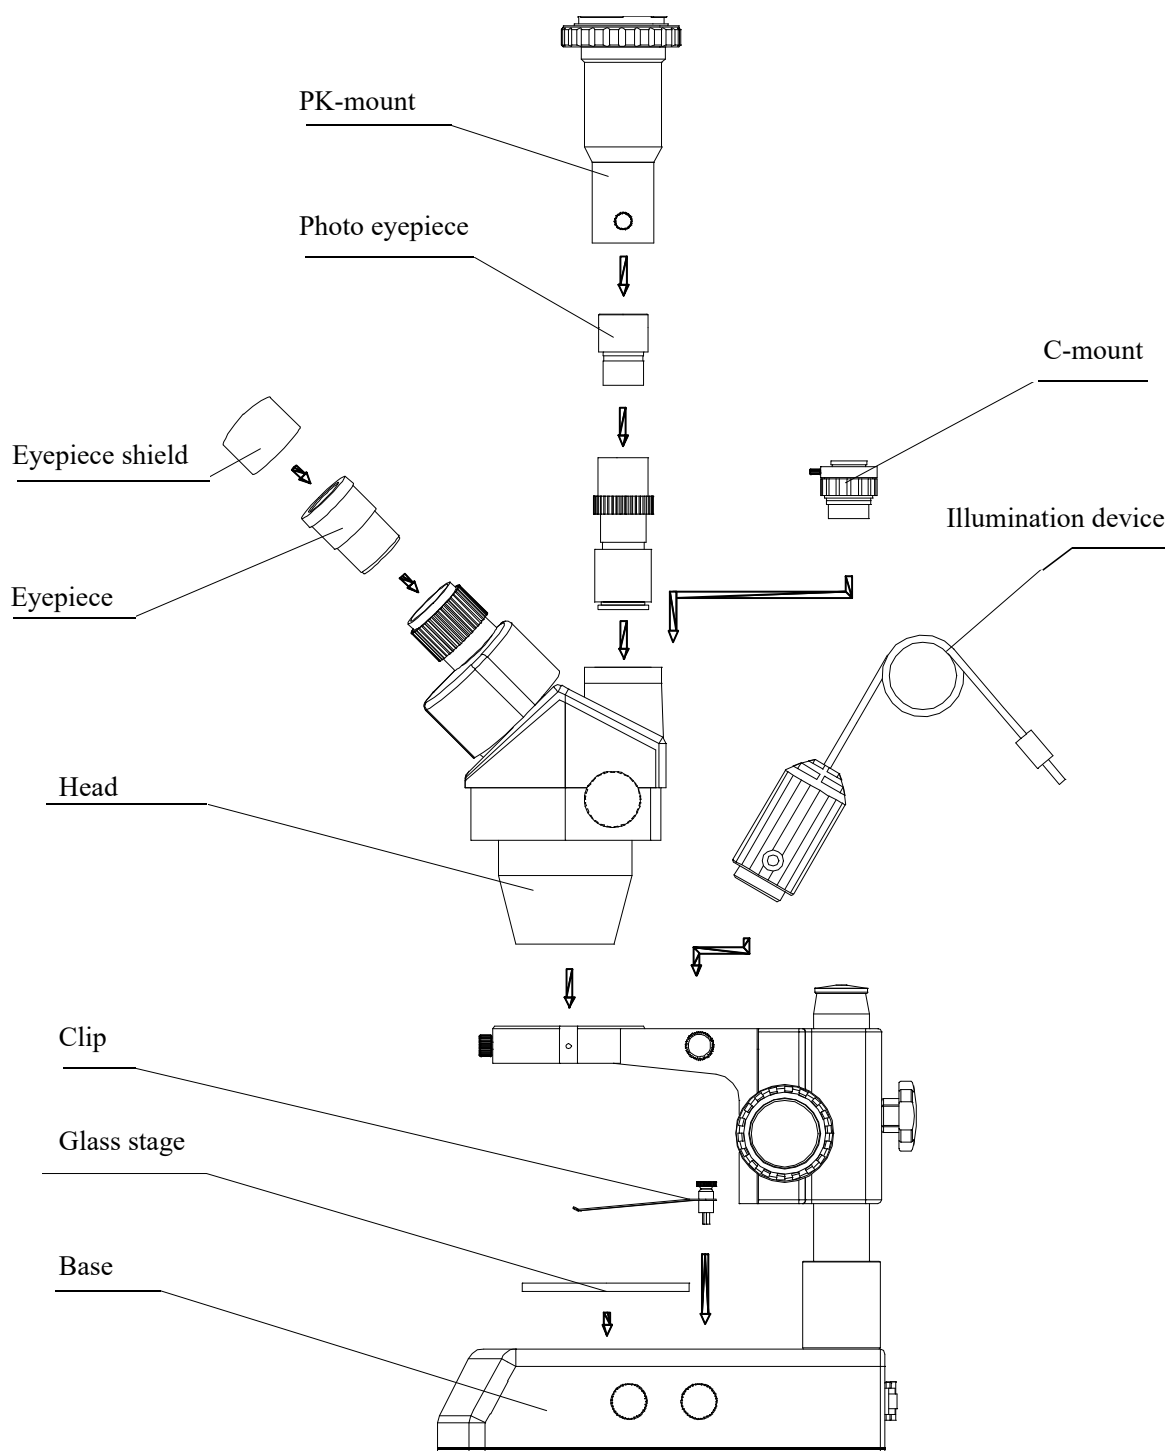 PK-mount
Photo eyepiece
C-mount
Eyepiece shield
Illumination device
Eyepiece
Head
Clip
Glass stage
Base